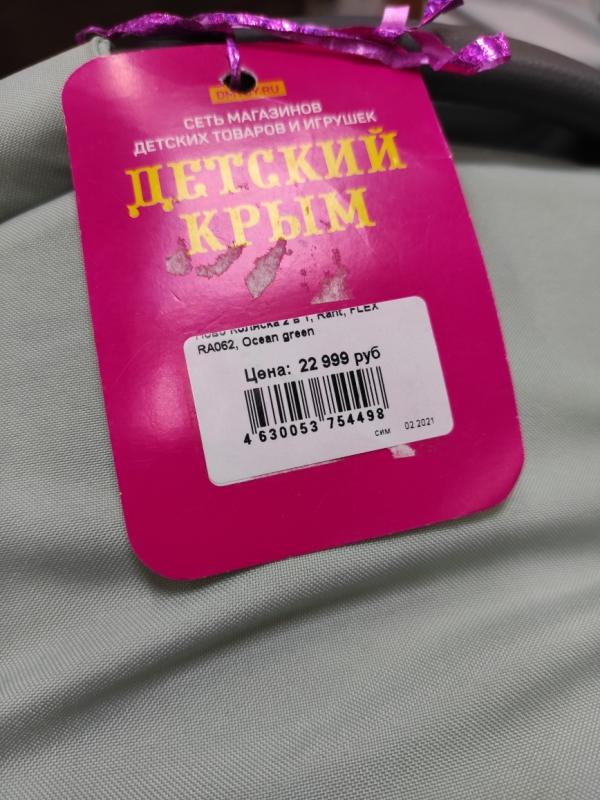 СЕТЬ МАГАЗИНОВ
ДЕТСКИХ ТОВАРОВ И ИГРУШЕК
ДЕТСКИЙ
КРЫМ
Коляска 2 в 1, Rant, FLEX
RA062, Ocean green
Цена: 22 999 руб
4 630053 754498
сим 02.2021